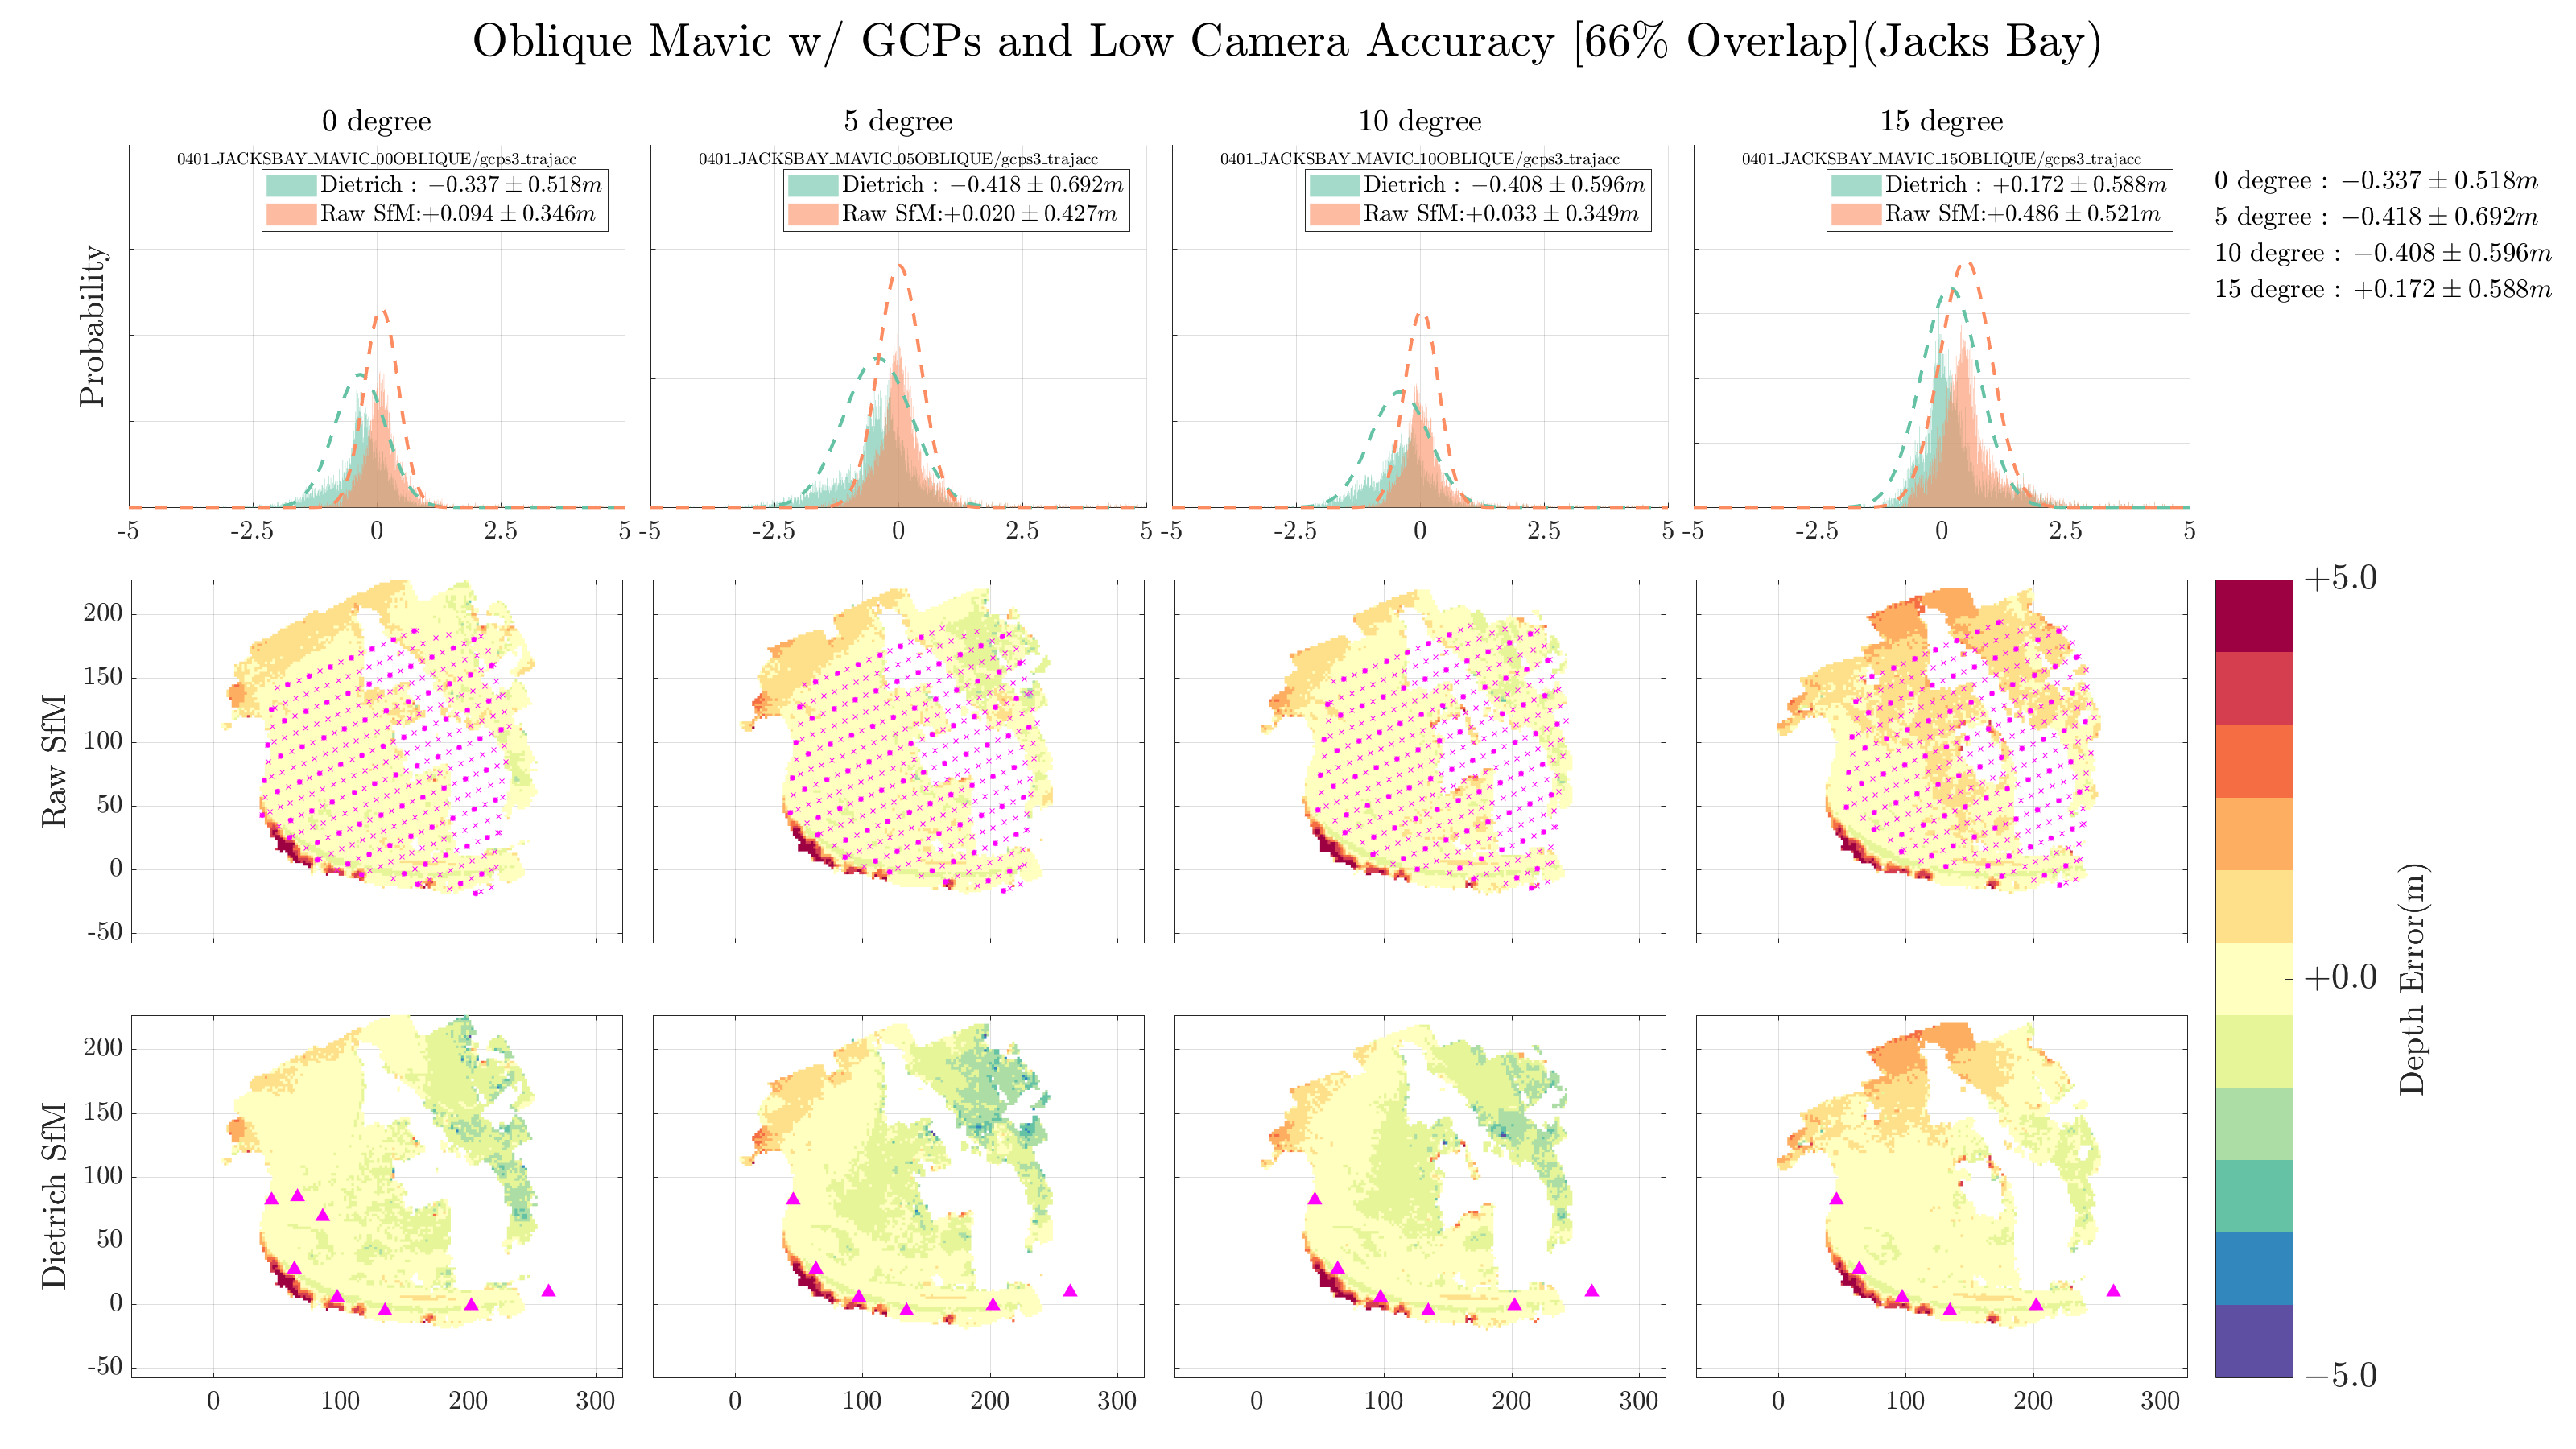 Oblique Mavic w/ GCPs and Low Camera Accuracy [66% Overlap](Jacks Bay)
0 degree
5 degree
10 degree
15 degree
0401_JACKSBAY_MAVIC_00OBLIQUE/gcps3_trajacc
Dietrich : −0.337 ± 0.518m
Raw SfM:+0.094 ± 0.346m
0401_JACKSBAY_MAVIC_05OBLIQUE/gcps3_trajacc
Dietrich : −0.418 ± 0.692m
Raw SfM:+0.020 ± 0.427m
0401_JACKSBAY_MAVIC_10OBLIQUE/gcps3_trajacc
Dietrich : −0.408 ± 0.596m
Raw SfM:+0.033 ± 0.349m
0401_JACKSBAY_MAVIC_15OBLIQUE/gcps3_trajacc
Dietrich : +0.172 ± 0.588m
Raw SfM:+0.486 ± 0.521m
0 degree : −0.337 ± 0.518m
5 degree : −0.418 ± 0.692m
10 degree : −0.408 ± 0.596m
15 degree : +0.172 ± 0.588m
Probability
-5 -2.5 0 2.5 5
-5 -2.5 0 2.5 5
-5 -2.5 0 2.5 5
-5 -2.5 0 2.5 5
Raw SfM
200
150
100
50
0
-50
Dietrich SfM
200
150
100
50
0
-50
0 100 200 300
0 100 200 300
0 100 200 300
0 100 200 300
+5.0
+0.0
−5.0
Depth Error(m)